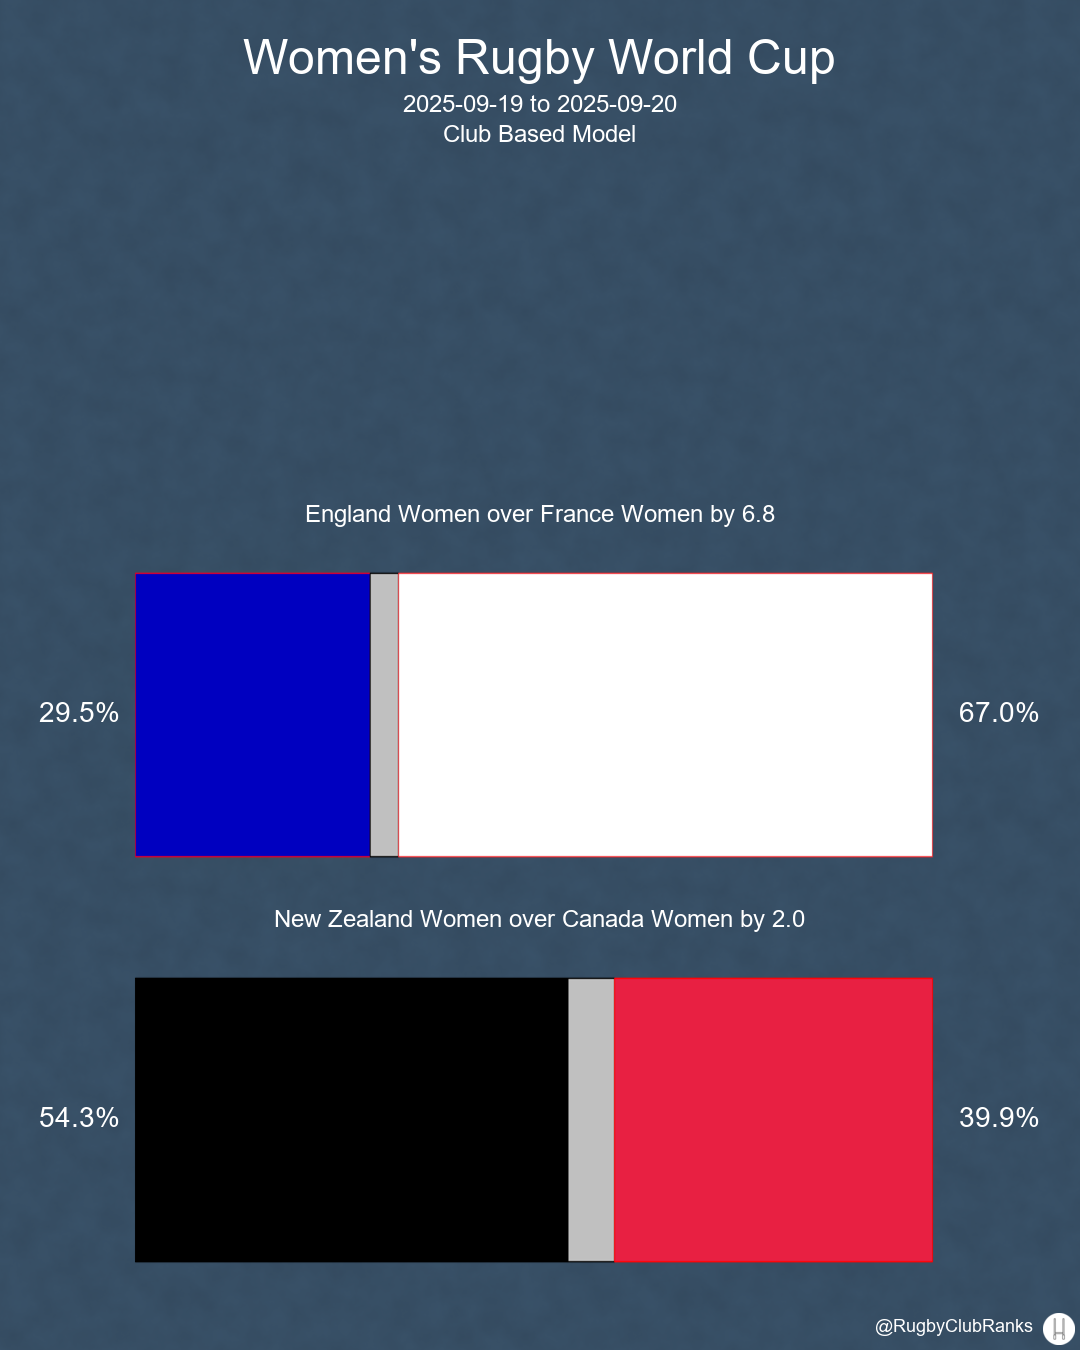 Women's Rugby World Cup
2025-09-19 to 2025-09-20
Club Based Model
England Women over France Women by 6.8
29.5%
67.0%
New Zealand Women over Canada Women by 2.0
54.3%
39.9%
@RugbyClubRanks